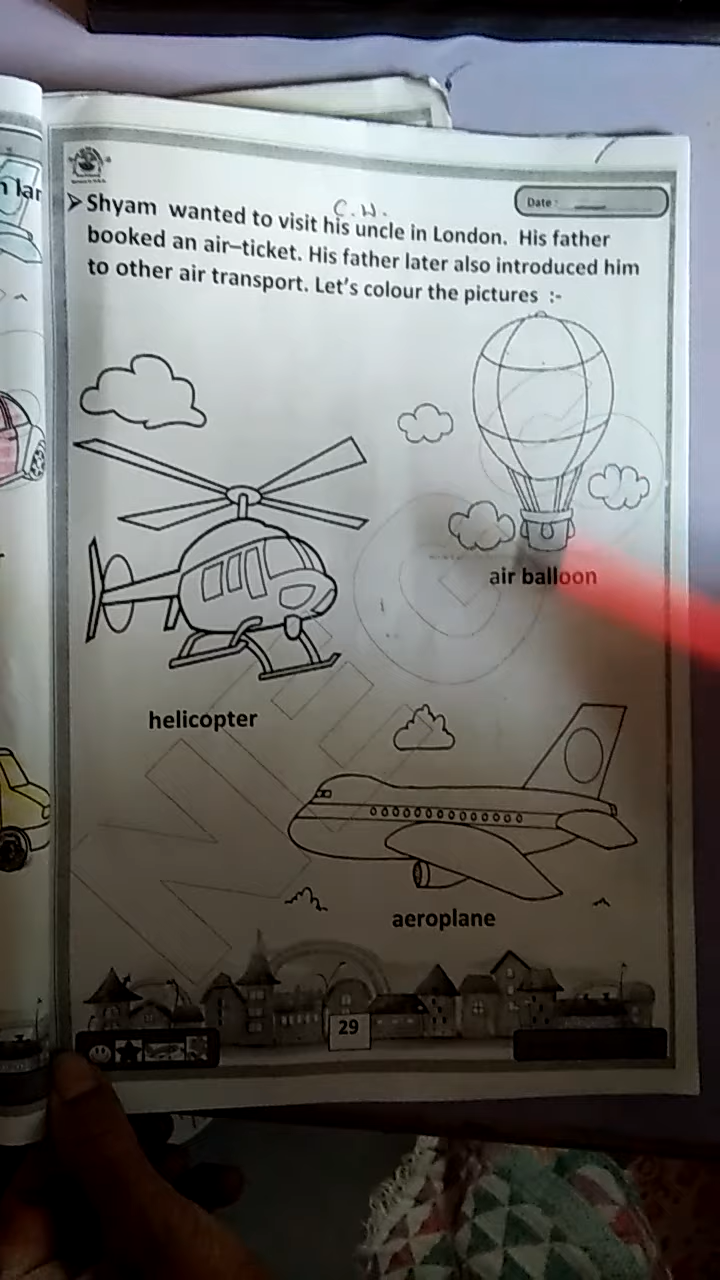 C.W.
Date :
➤ Shyam wanted to visit his uncle in London. His father
booked an air–ticket. His father later also introduced him
to other air transport. Let's colour the pictures :-
air balloon
helicopter
aeroplane
29